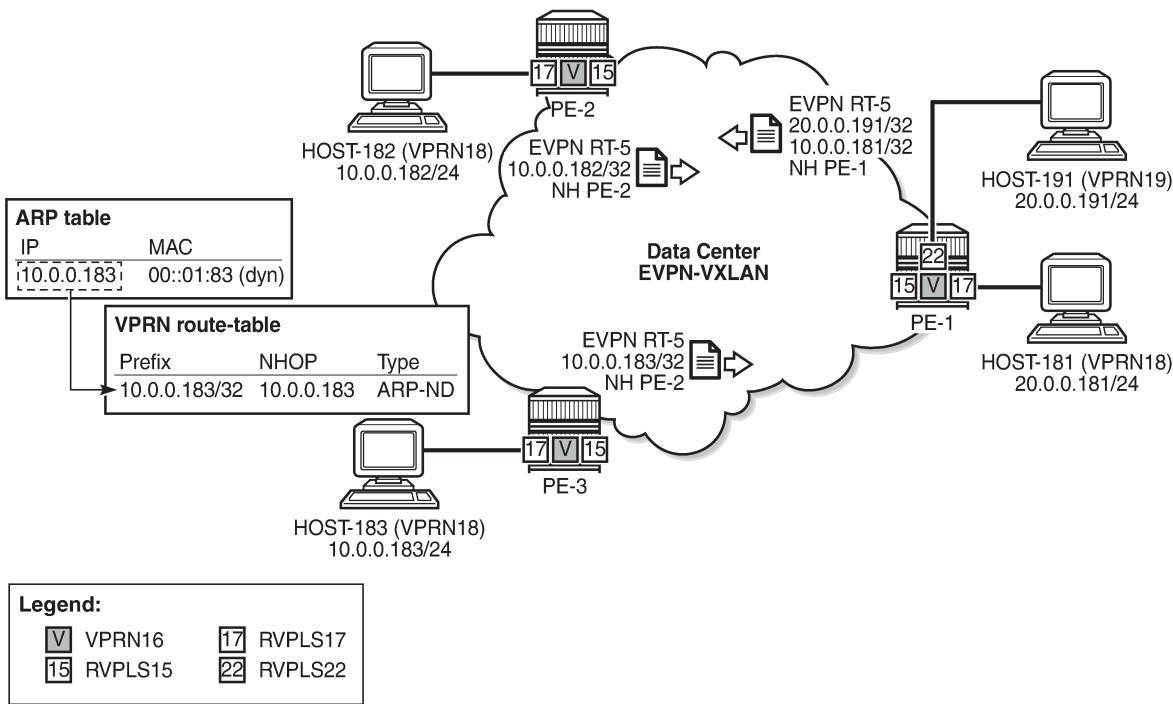 17 V 15
PE-2
HOST-182 (VPRN18)
10.0.0.182/24
EVPN RT-5
10.0.0.182/32
NH PE-2
EVPN RT-5
20.0.0.191/32
10.0.0.181/32
NH PE-1
HOST-191 (VPRN19)
20.0.0.191/24
ARP table
IP MAC
10.0.0.183 00::01:83 (dyn)
Data Center
EVPN-VXLAN
22
15 V 17
PE-1
VPRN route-table
Prefix NHOP Type
10.0.0.183/32 10.0.0.183 ARP-ND
EVPN RT-5
10.0.0.183/32
NH PE-2
HOST-181 (VPRN18)
20.0.0.181/24
17 V 15
PE-3
HOST-183 (VPRN18)
10.0.0.183/24
Legend:
V VPRN16
17 RVPLS17
15 RVPLS15
22 RVPLS22